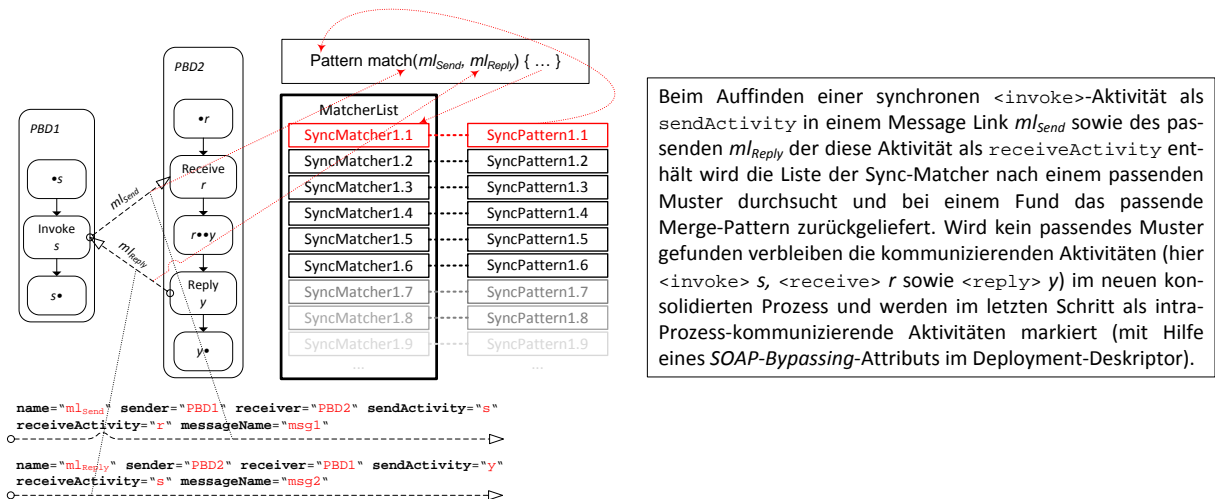 Pattern match(ml_Send, ml_Reply) { … }
PBD1
•s
Invoke
s
s•
ml_Send
ml_Reply
PBD2
•r
Receive
r
r••y
Reply
y
y•
MatcherList
SyncMatcher1.1 SyncPattern1.1
SyncMatcher1.2 SyncPattern1.2
SyncMatcher1.3 SyncPattern1.3
SyncMatcher1.4 SyncPattern1.4
SyncMatcher1.5 SyncPattern1.5
SyncMatcher1.6 SyncPattern1.6
SyncMatcher1.7 SyncPattern1.7
SyncMatcher1.8 SyncPattern1.8
SyncMatcher1.9 SyncPattern1.9
... ...
name="ml_Send" sender="PBD1" receiver="PBD2" sendActivity="s"
receiveActivity="r" messageName="msg1"
name="ml_Reply" sender="PBD2" receiver="PBD1" sendActivity="y"
receiveActivity="s" messageName="msg2"
Beim Auffinden einer synchronen <invoke>-Aktivität als
sendActivity in einem Message Link ml_Send sowie des pas-
senden ml_Reply der diese Aktivität als receiveActivity ent-
hält wird die Liste der Sync-Matcher nach einem passenden
Muster durchsucht und bei einem Fund das passende
Merge-Pattern zurückgeliefert. Wird kein passendes Muster
gefunden verbleiben die kommunizierenden Aktivitäten (hier
<invoke> s, <receive> r sowie <reply> y) im neuen kon-
solidierten Prozess und werden im letzten Schritt als intra-
Prozess-kommunizierende Aktivitäten markiert (mit Hilfe
eines SOAP-Bypassing-Attributs im Deployment-Deskriptor).